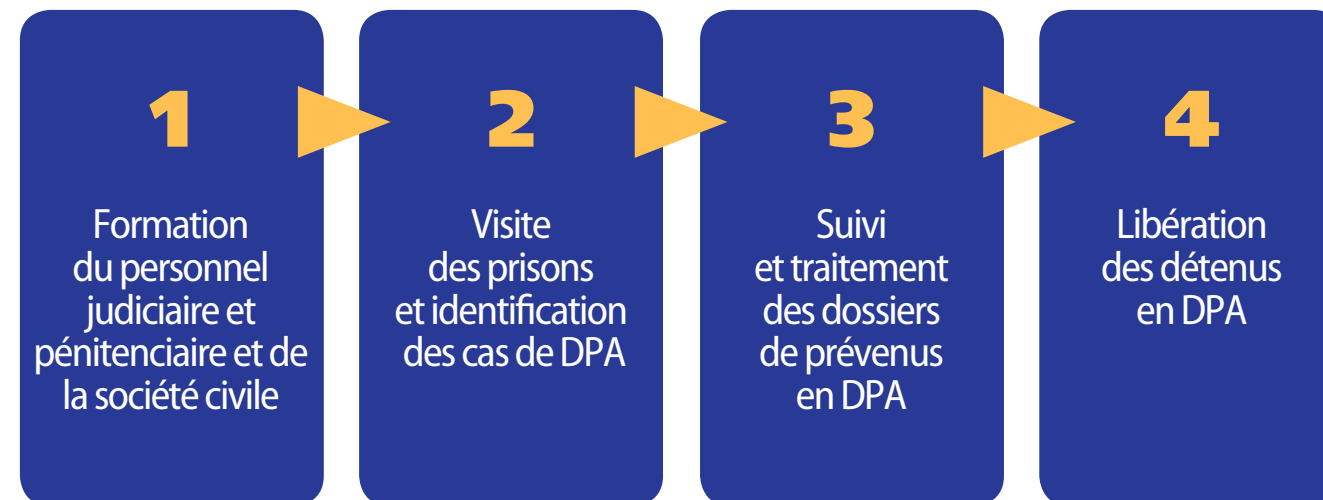 1
Formation
du personnel
judiciaire et
pénitenciaire et de
la société civile
2
Visite
des prisons
et identification
des cas de DPA
3
Suivi
et traitement
des dossiers
de prévenus
en DPA
4
Libération
des détenus
en DPA